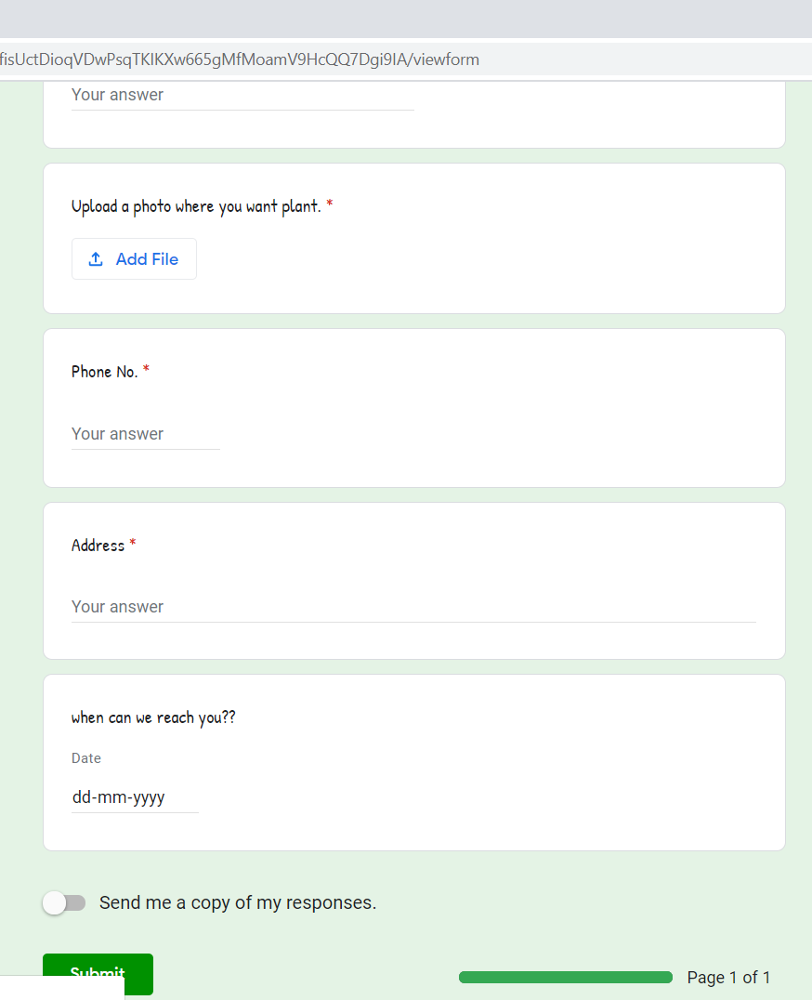 fisUctDioqVDwPsqTKlKXw665gMfMoamV9HcQQ7Dgi9IA/viewform
Your answer
Upload a photo where you want plant. *
Add File
Phone No. *
Your answer
Address *
Your answer
when can we reach you??
Date
dd-mm-yyyy
Send me a copy of my responses.
Submit
Page 1 of 1